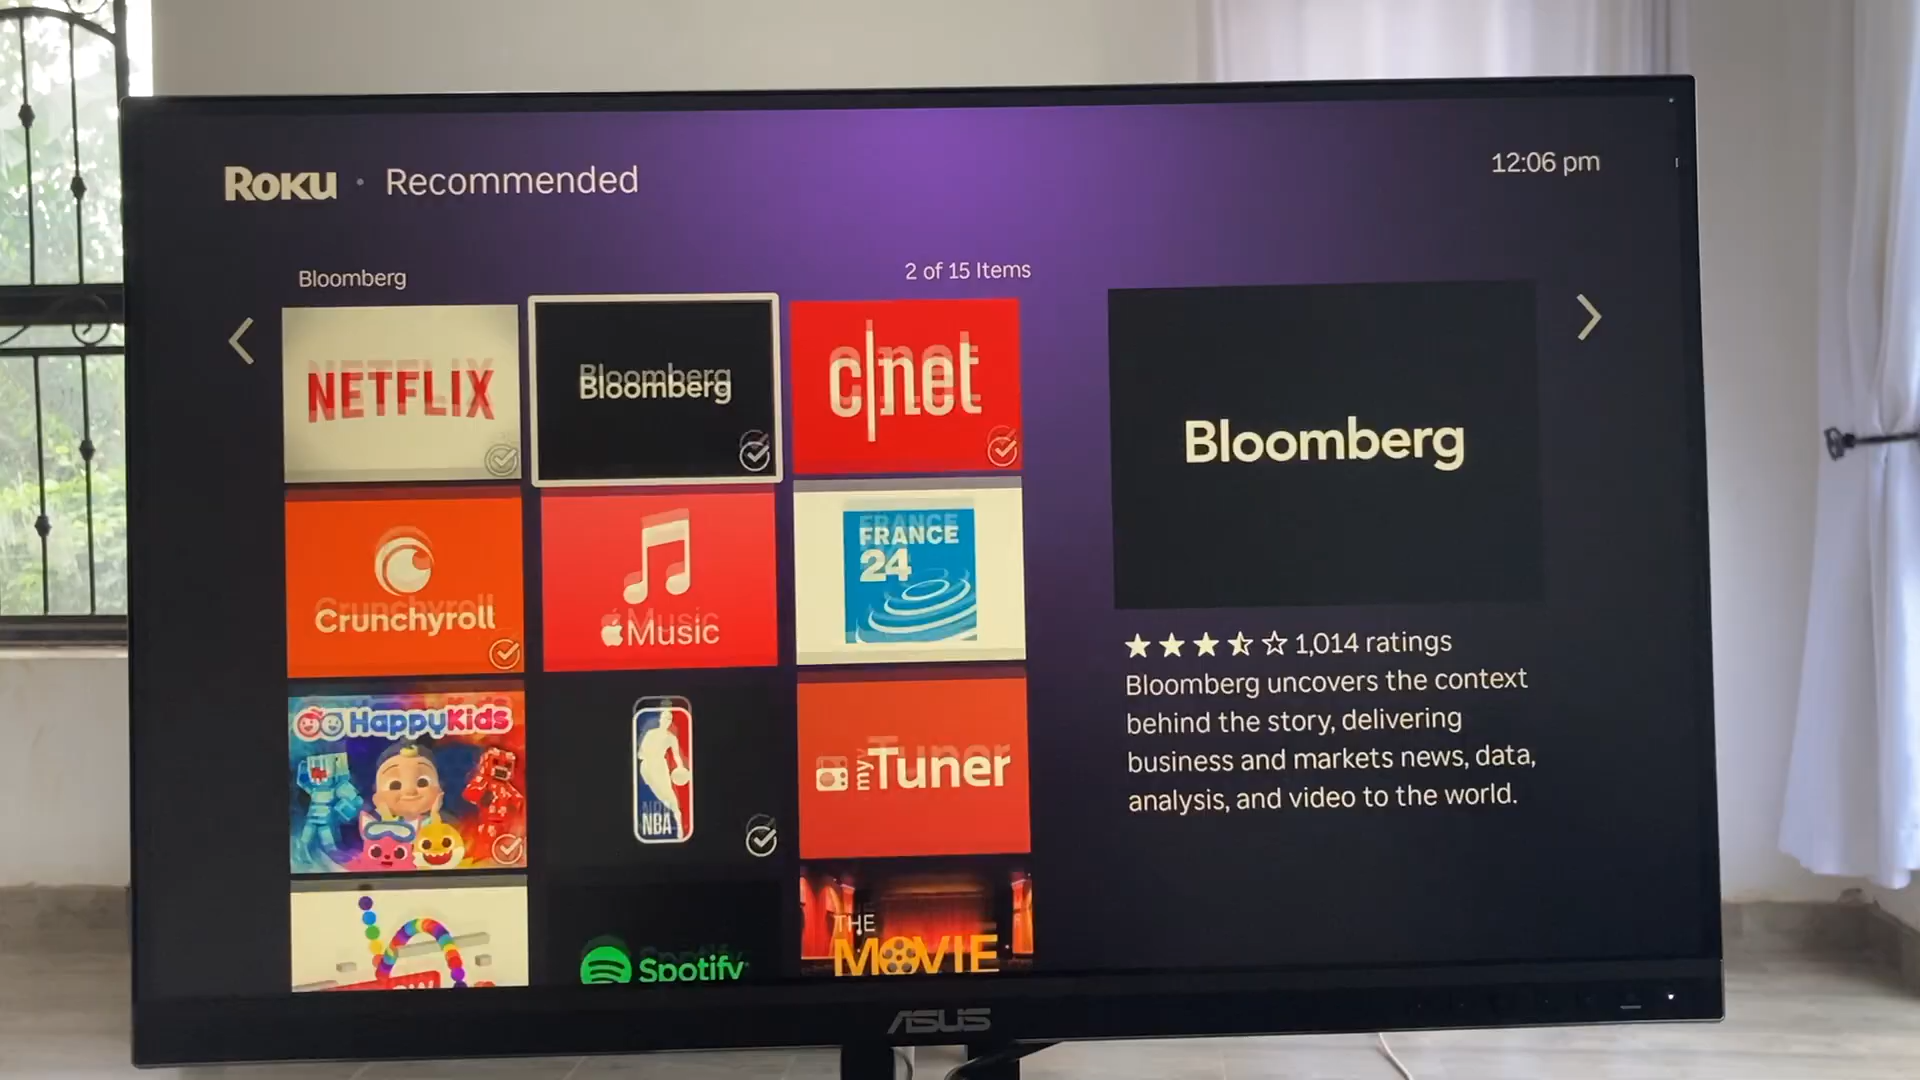 Roku • Recommended
12:06 pm
Bloomberg
2 of 15 Items
NETFLIX
Bloomberg
c|net
Crunchyroll
Music
FRANCE
24
HappyKids
NBA
myTuner
Spotify
THE
MOVIE
Bloomberg
1,014 ratings
Bloomberg uncovers the context
behind the story, delivering
business and markets news, data,
analysis, and video to the world.
ASUS